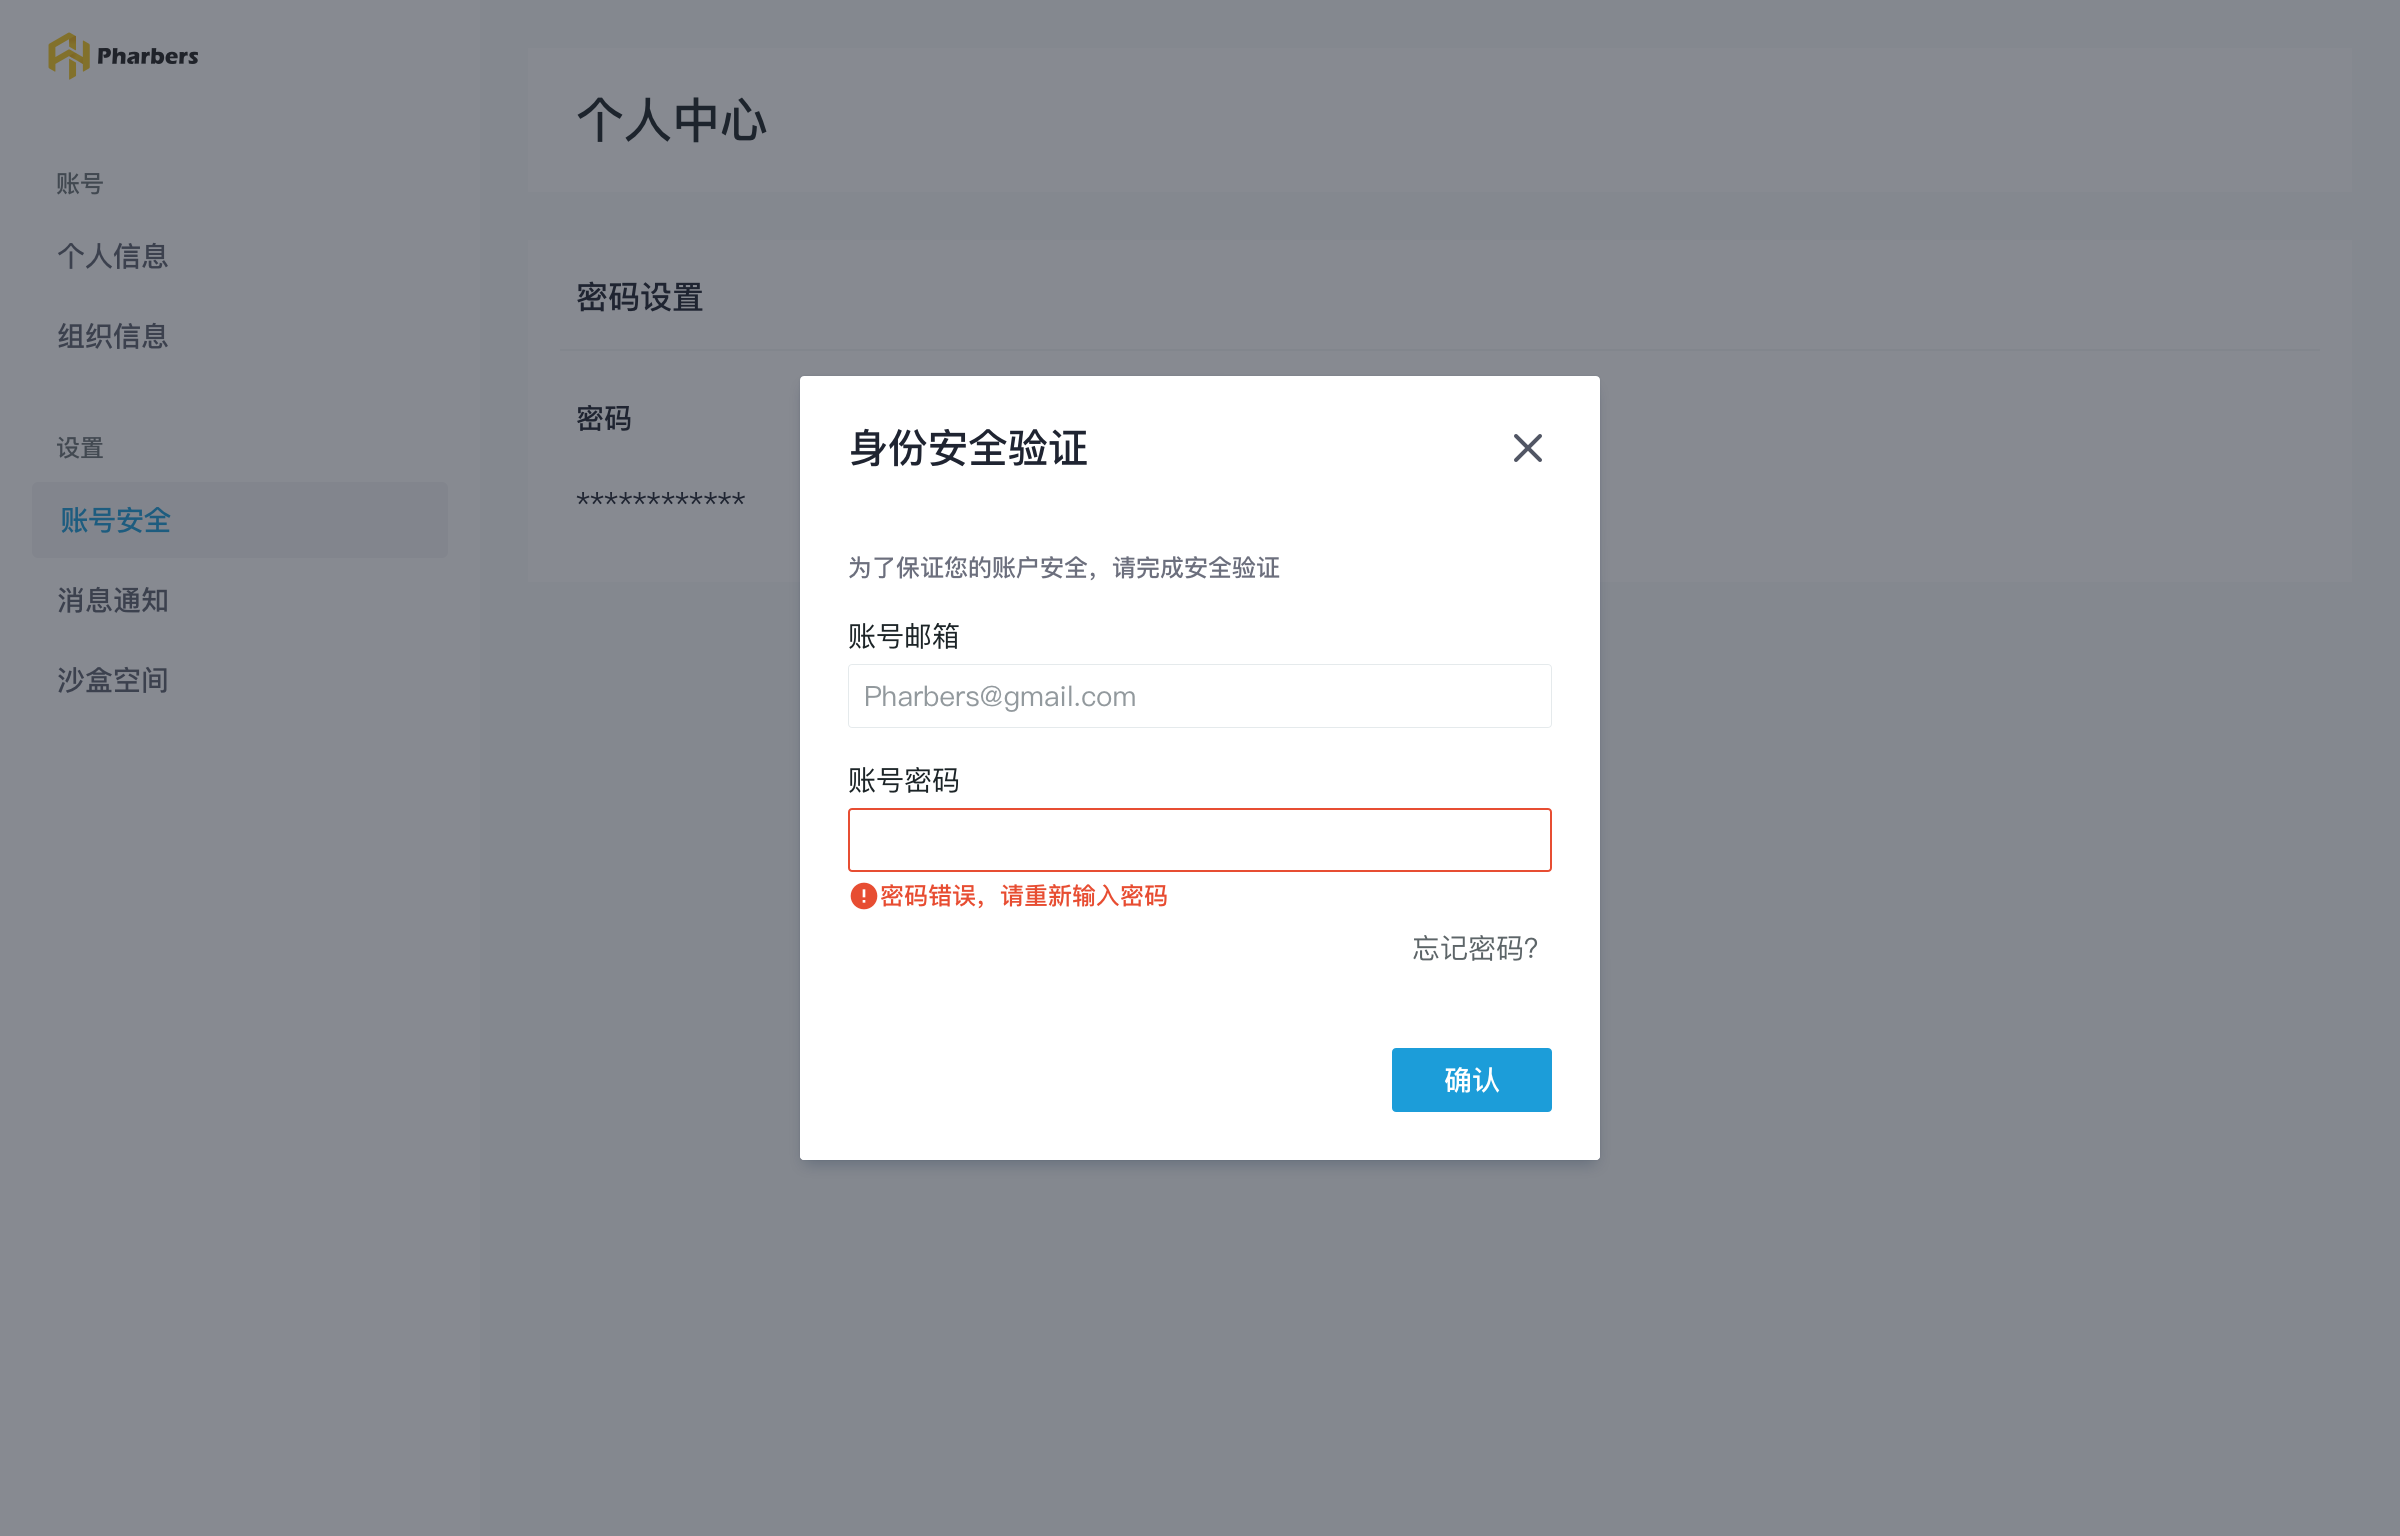 Pharbers
账号
个人信息
组织信息
设置
账号安全
消息通知
沙盒空间
个人中心
密码设置
密码
************
身份安全验证
为了保证您的账户安全，请完成安全验证
账号邮箱
Pharbers@gmail.com
账号密码
密码错误，请重新输入密码
忘记密码?
确认